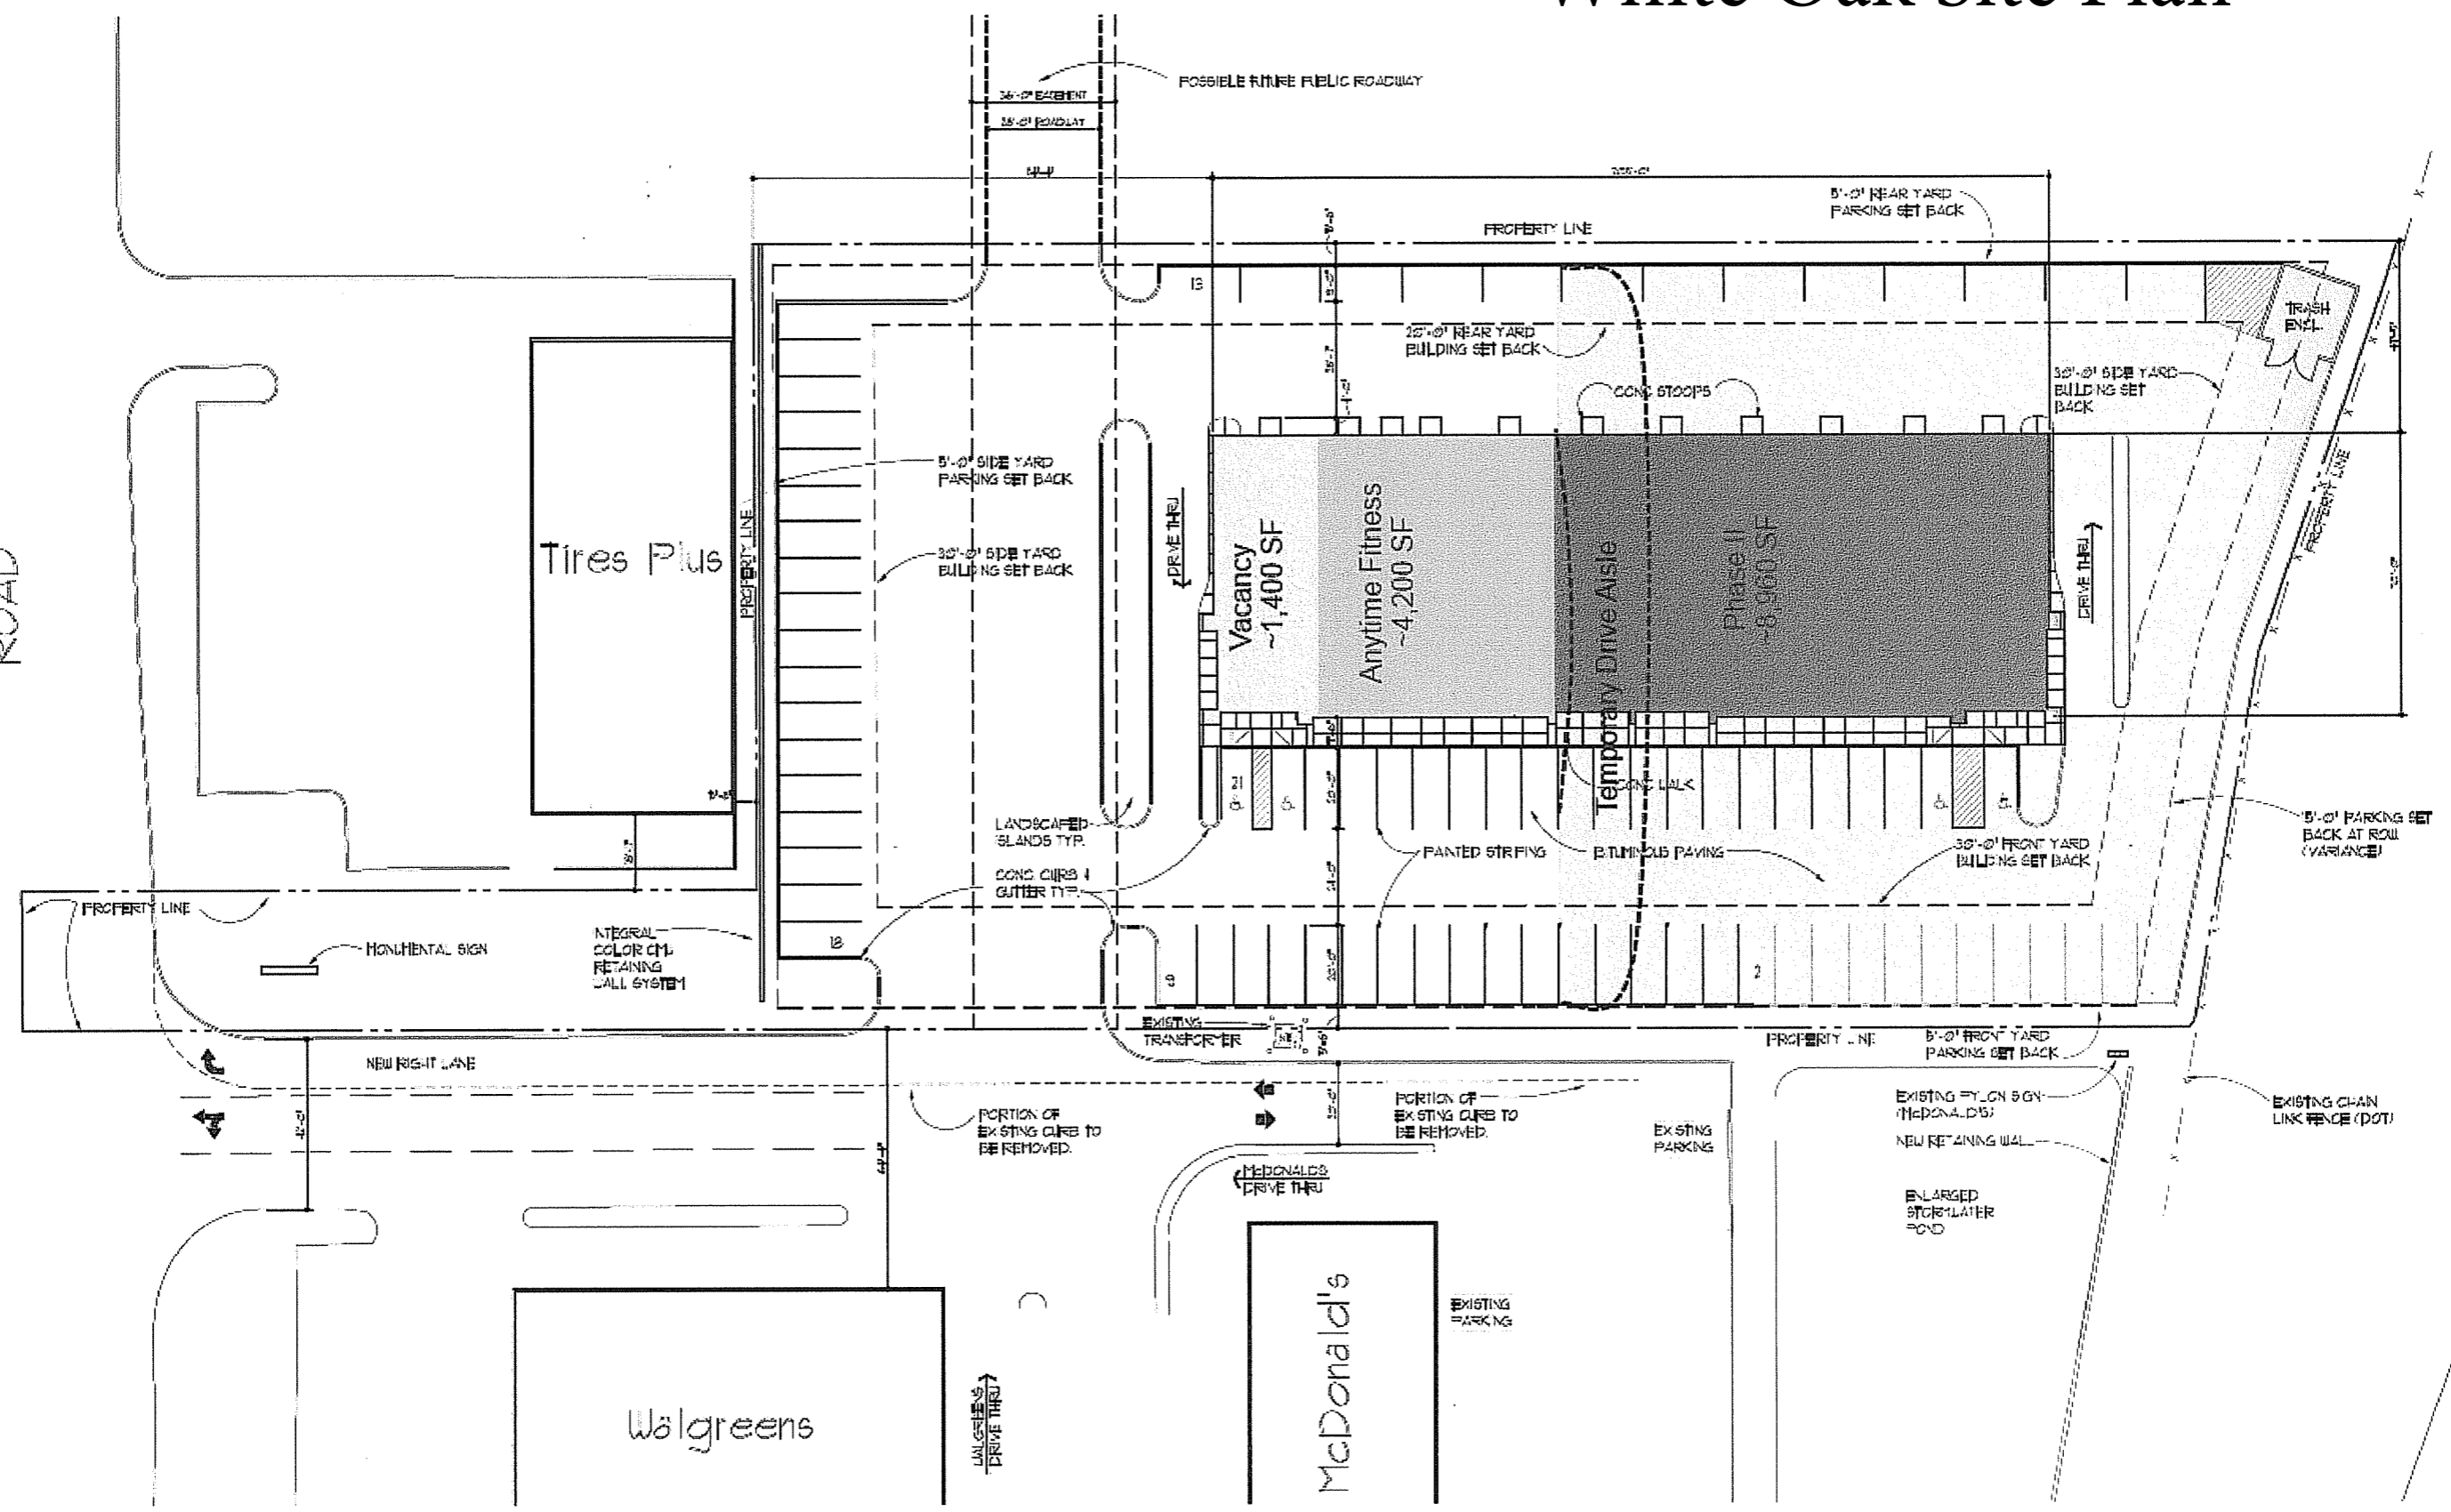 White Oak Site Plan
POSSIBLE FUTURE PUBLIC ROADWAY
EASEMENT
ROADWAY
5'-0" REAR YARD
PARKING SET BACK
PROPERTY LINE
13
25'-0" REAR YARD
BUILDING SET BACK
CONC STOOPS
30'-0" SIDE YARD
BUILDING SET
BACK
5'-0" SIDE YARD
PARKING SET BACK
30'-0" SIDE YARD
BUILDING SET BACK
ROAD
Tires Plus
PROPERTY LINE
DRIVE THRU
Vacancy
~1,400 SF
Anytime Fitness
~4,200 SF
Temporary Drive Aisle
Phase II
~8,960 SF
DRIVE THRU
PROPERTY LINE
21
CONC WALK
LANDSCAPED
ISLANDS TYP.
PAINTED STRIPING
BITUMINOUS PAVING
30'-0" FRONT YARD
BUILDING SET BACK
5'-0" PARKING SET
BACK AT ROW
(VARIANCE)
CONC CURB &
GUTTER TYP.
PROPERTY LINE
MONUMENTAL SIGN
INTEGRAL
COLOR CMU
RETAINING
WALL SYSTEM
18
EXISTING
TRANSFORMER
PROPERTY LINE
5'-0" FRONT YARD
PARKING SET BACK
NEW RIGHT LANE
PORTION OF
EXISTING CURB TO
BE REMOVED.
PORTION OF
EXISTING CURB TO
BE REMOVED.
EXISTING
PARKING
EXISTING PYLON SIGN
(McDONALD'S)
NEW RETAINING WALL
EXISTING CHAIN
LINK FENCE (DOT)
McDONALDS
DRIVE THRU
ENLARGED
STORMWATER
POND
EXISTING
PARKING
Walgreens
WALGREENS
DRIVE THRU
McDonald's